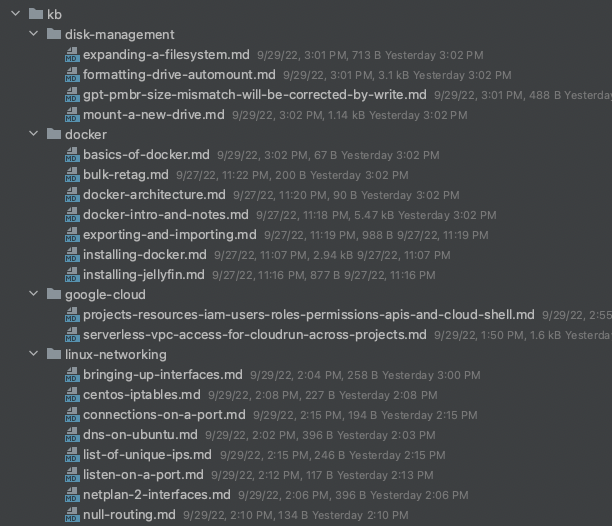 kb
disk-management
expanding-a-filesystem.md 9/29/22, 3:01 PM, 713 B Yesterday 3:02 PM
formatting-drive-automount.md 9/29/22, 3:01 PM, 3.1 kB Yesterday 3:02 PM
gpt-pmbr-size-mismatch-will-be-corrected-by-write.md 9/29/22, 3:01 PM, 488 B Yesterday
mount-a-new-drive.md 9/29/22, 3:02 PM, 1.14 kB Yesterday 3:02 PM
docker
basics-of-docker.md 9/29/22, 3:02 PM, 67 B Yesterday 3:02 PM
bulk-retag.md 9/27/22, 11:22 PM, 200 B Yesterday 3:02 PM
docker-architecture.md 9/27/22, 11:20 PM, 90 B Yesterday 3:02 PM
docker-intro-and-notes.md 9/27/22, 11:18 PM, 5.47 kB Yesterday 3:02 PM
exporting-and-importing.md 9/27/22, 11:19 PM, 988 B 9/27/22, 11:19 PM
installing-docker.md 9/27/22, 11:07 PM, 2.94 kB 9/27/22, 11:07 PM
installing-jellyfin.md 9/27/22, 11:16 PM, 877 B 9/27/22, 11:16 PM
google-cloud
projects-resources-iam-users-roles-permissions-apis-and-cloud-shell.md 9/29/22, 2:55
serverless-vpc-access-for-cloudrun-across-projects.md 9/29/22, 1:50 PM, 1.6 kB Yesterda
linux-networking
bringing-up-interfaces.md 9/29/22, 2:04 PM, 258 B Yesterday 3:00 PM
centos-iptables.md 9/29/22, 2:08 PM, 227 B Yesterday 2:08 PM
connections-on-a-port.md 9/29/22, 2:15 PM, 194 B Yesterday 2:15 PM
dns-on-ubuntu.md 9/29/22, 2:02 PM, 396 B Yesterday 2:03 PM
list-of-unique-ips.md 9/29/22, 2:15 PM, 246 B Yesterday 2:15 PM
listen-on-a-port.md 9/29/22, 2:12 PM, 117 B Yesterday 2:13 PM
netplan-2-interfaces.md 9/29/22, 2:06 PM, 396 B Yesterday 2:06 PM
null-routing.md 9/29/22, 2:10 PM, 134 B Yesterday 2:10 PM